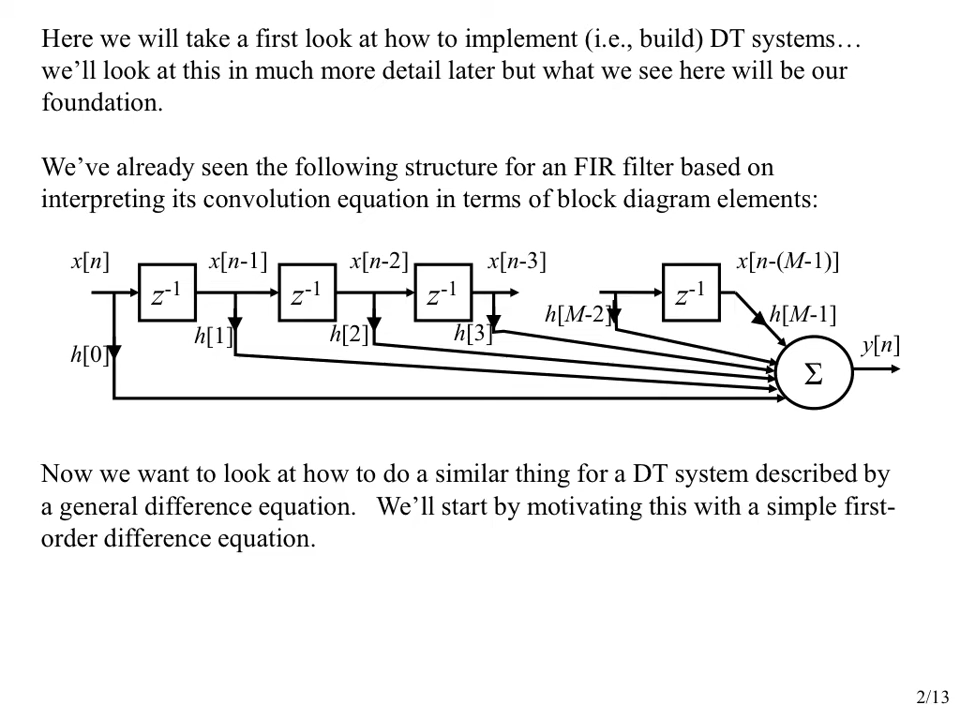 Here we will take a first look at how to implement (i.e., build) DT systems…
we’ll look at this in much more detail later but what we see here will be our
foundation.
We’ve already seen the following structure for an FIR filter based on
interpreting its convolution equation in terms of block diagram elements:
x[n] x[n-1] x[n-2] x[n-3] x[n-(M-1)]
z⁻¹ z⁻¹ z⁻¹ z⁻¹
h[0] h[1] h[2] h[3] h[M-2] h[M-1]
Σ y[n]
Now we want to look at how to do a similar thing for a DT system described by
a general difference equation.   We’ll start by motivating this with a simple first-
order difference equation.
2/13